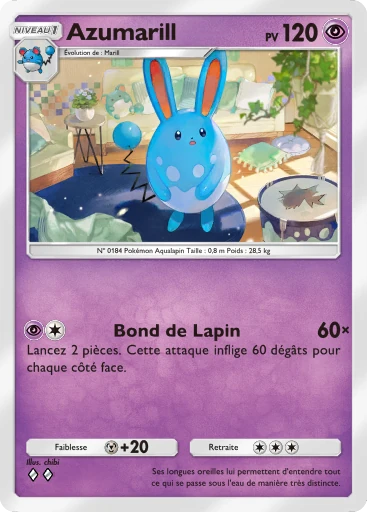 NIVEAU 1
Azumarill
PV 120
Évolution de : Marill
N° 0184 Pokémon Aqualapin Taille : 0,8 m Poids : 28,5 kg
Bond de Lapin 60×
Lancez 2 pièces. Cette attaque inflige 60 dégâts pour
chaque côté face.
Faiblesse +20 Retraite
Illus. chibi
Ses longues oreilles lui permettent d'entendre tout
ce qui se passe sous l'eau de manière très distincte.